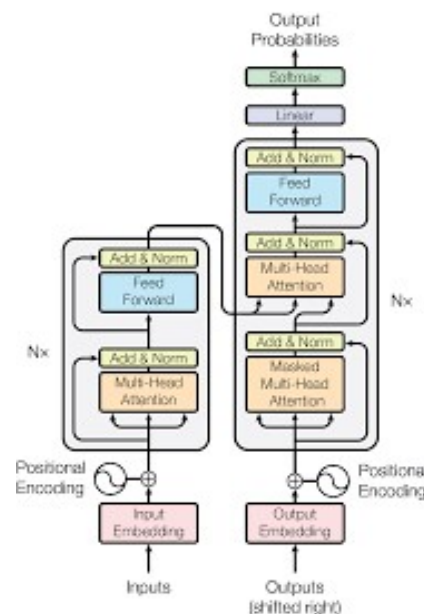 Output
Probabilities
Softmax
Linear
Add & Norm
Feed
Forward
Add & Norm
Multi-Head
Attention
Add & Norm
Masked
Multi-Head
Attention
Nx
Add & Norm
Feed
Forward
Add & Norm
Multi-Head
Attention
Nx
Positional
Encoding
Positional
Encoding
Input
Embedding
Output
Embedding
Inputs
Outputs
(shifted right)